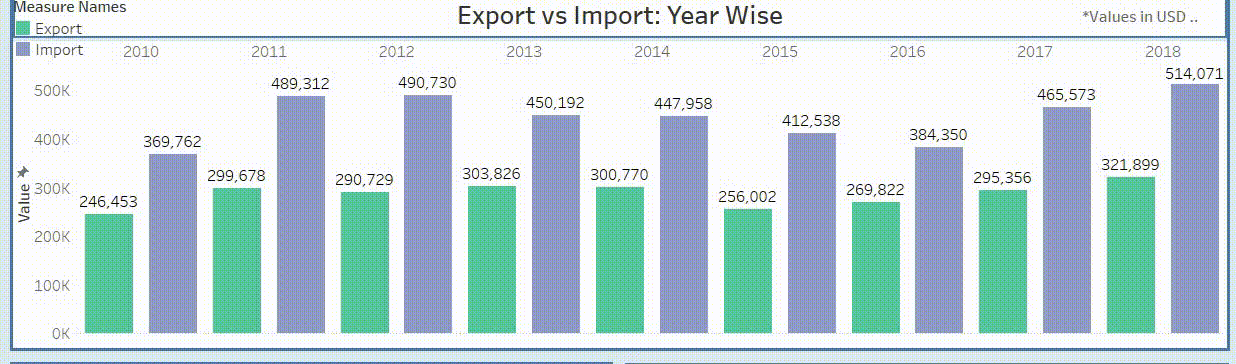 Measure Names
Export vs Import: Year Wise
*Values in USD ..
Export
Import
2010 2011 2012 2013 2014 2015 2016 2017 2018
514,071
489,312 490,730
500K
465,573
450,192 447,958
412,538
400K
369,762 384,350
321,899
299,678 290,729 303,826 300,770 295,356
300K
246,453 256,002 269,822
Value
200K
100K
0K